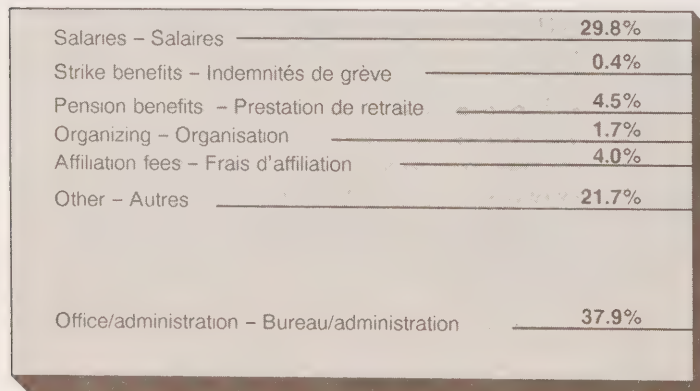 Salaries – Salaires 29.8%
Strike benefits – Indemnités de grève 0.4%
Pension benefits – Prestation de retraite 4.5%
Organizing – Organisation 1.7%
Affiliation fees – Frais d'affiliation 4.0%
Other – Autres 21.7%
Office/administration – Bureau/administration 37.9%